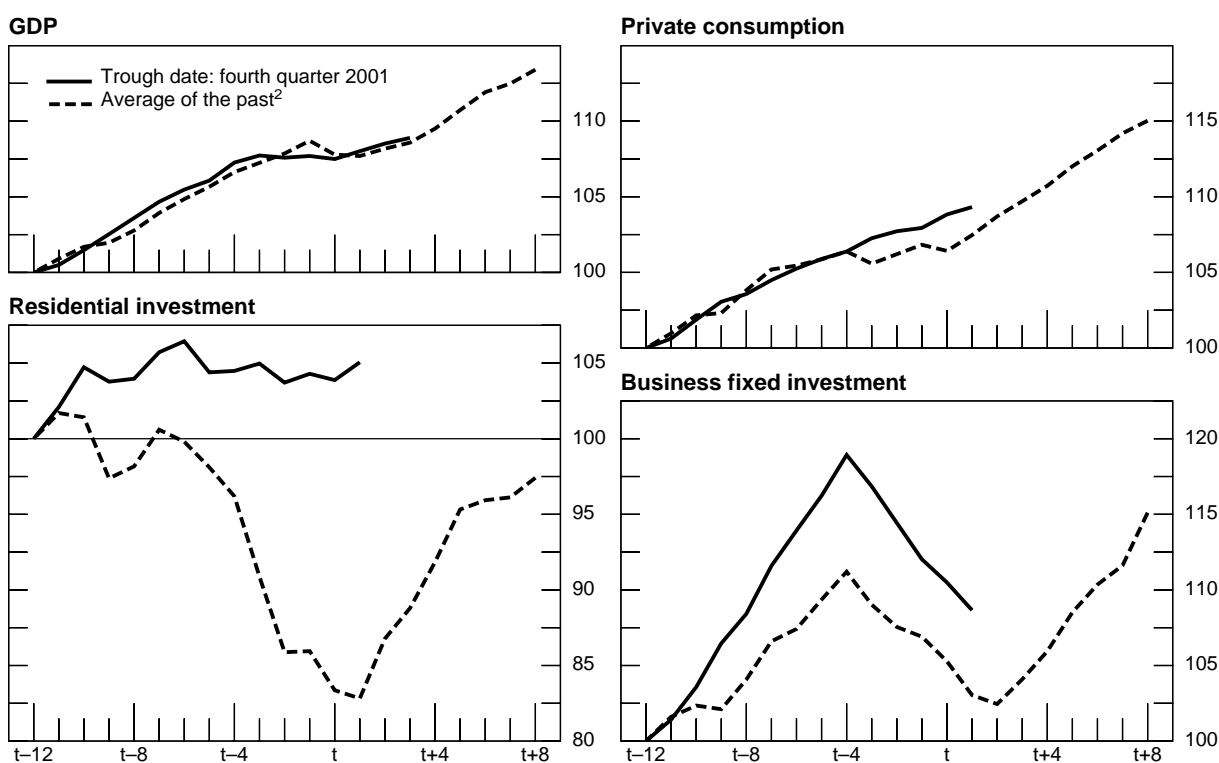 GDP
Trough date: fourth quarter 2001
Average of the past²
110
105
100
Private consumption
115
110
105
100
Residential investment
105
100
95
90
85
80
t–12 t–8 t–4 t t+4 t+8
Business fixed investment
120
115
110
105
100
t–12 t–8 t–4 t t+4 t+8